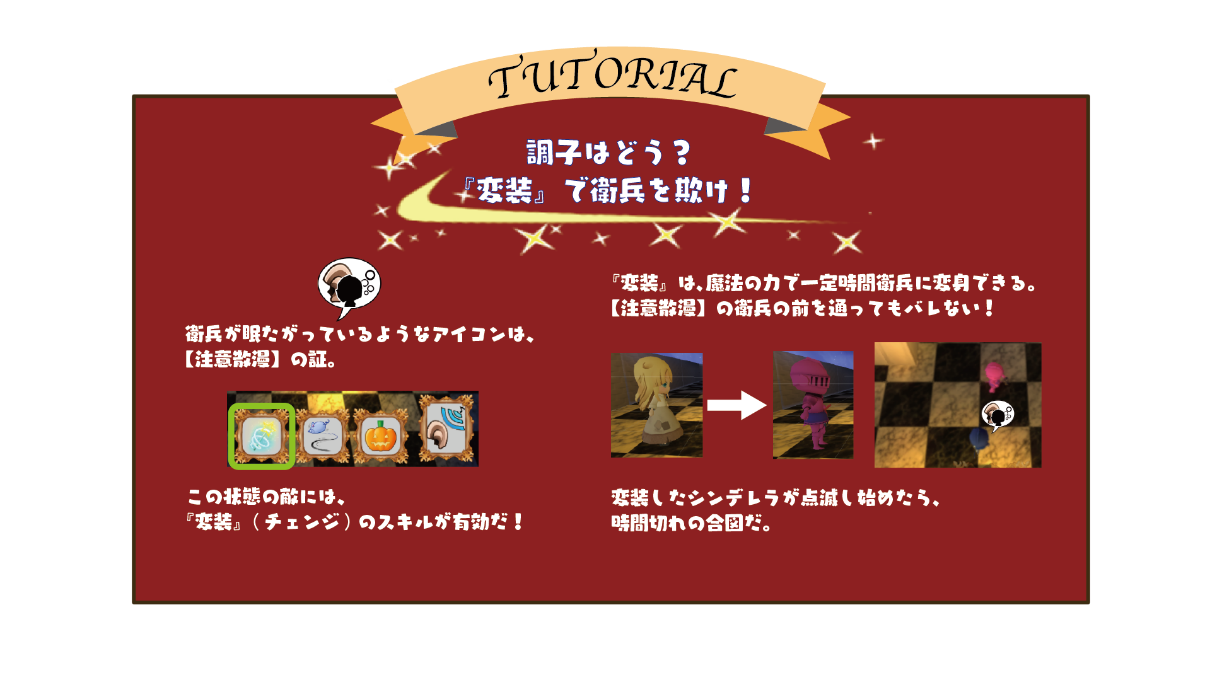 TUTORIAL
調子はどう？
『変装』で衛兵を欺け！
衛兵が眠たがっているようなアイコンは、
【注意散漫】の証。
この状態の敵には、
『変装』(チェンジ)のスキルが有効だ！
『変装』は、魔法の力で一定時間衛兵に変身できる。
【注意散漫】の衛兵の前を通ってもバレない！
変装したシンデレラが点滅し始めたら、
時間切れの合図だ。